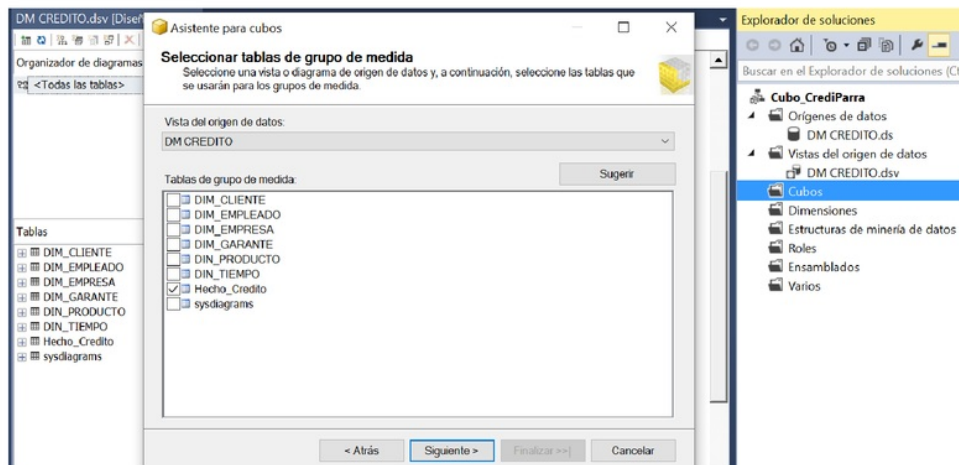 DM CREDITO.dsv [Diseñ
Organizador de diagramas
<Todas las tablas>
Tablas
DIM_CLIENTE
DIM_EMPLEADO
DIM_EMPRESA
DIM_GARANTE
DIN_PRODUCTO
DIN_TIEMPO
Hecho_Credito
sysdiagrams
Asistente para cubos
Seleccionar tablas de grupo de medida
Seleccione una vista o diagrama de origen de datos y, a continuación, seleccione las tablas que
se usarán para los grupos de medida.
Vista del origen de datos:
DM CREDITO
Sugerir
Tablas de grupo de medida:
DIM_CLIENTE
DIM_EMPLEADO
DIM_EMPRESA
DIM_GARANTE
DIN_PRODUCTO
DIN_TIEMPO
Hecho_Credito
sysdiagrams
< Atrás
Siguiente >
Finalizar >>|
Cancelar
Explorador de soluciones
Buscar en el Explorador de soluciones (Ct
Cubo_CrediParra
Orígenes de datos
DM CREDITO.ds
Vistas del origen de datos
DM CREDITO.dsv
Cubos
Dimensiones
Estructuras de minería de datos
Roles
Ensamblados
Varios